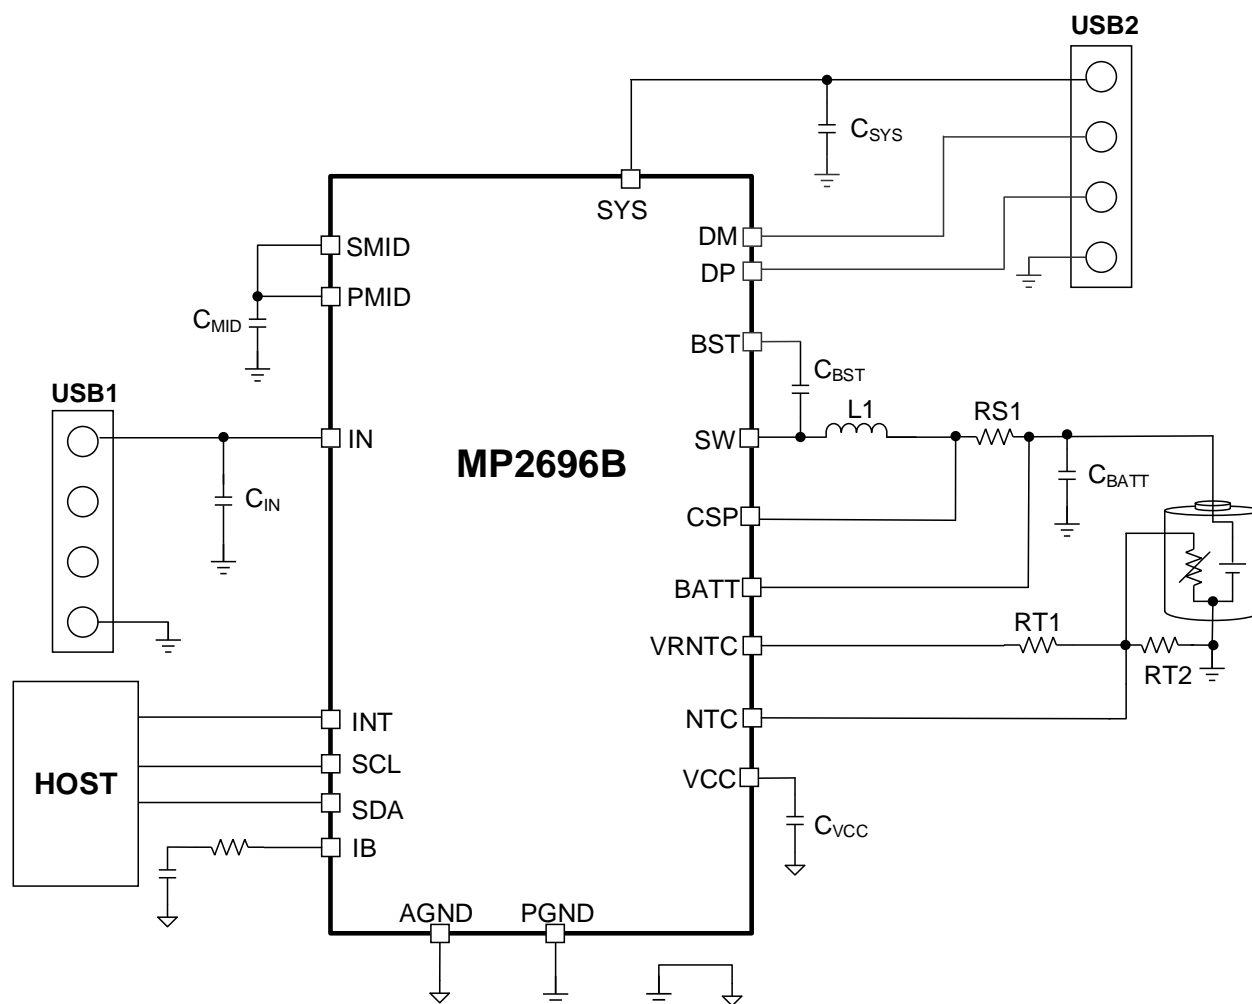 USB2
CSYS
SYS
SMID
DM
DP
PMID
CMID
BST
CBST
USB1
L1
RS1
IN
SW
MP2696B
CBATT
CIN
CSP
BATT
RT1
VRNTC
RT2
INT
NTC
SCL
HOST
VCC
SDA
CVCC
IB
AGND
PGND